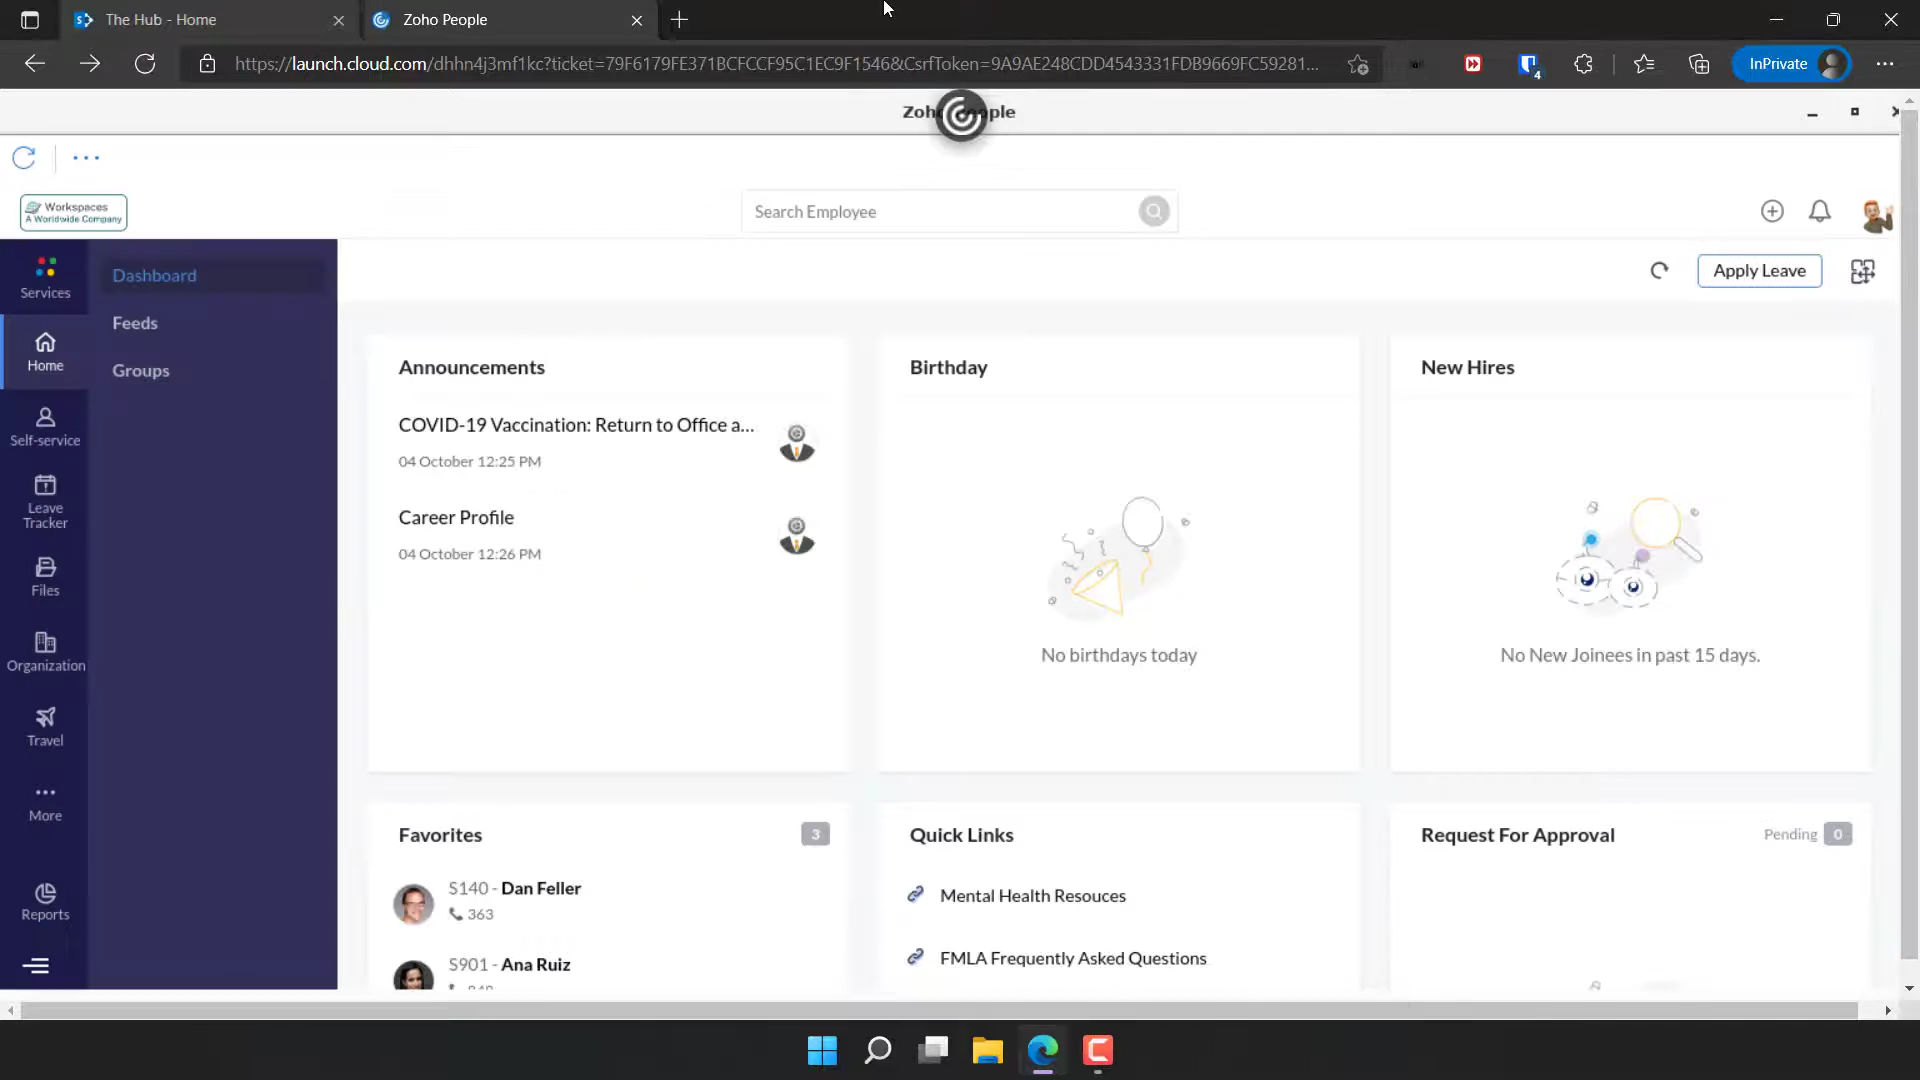 The Hub - Home
Zoho People
https://launch.cloud.com/dhhn4j3mf1kc?ticket=79F6179FE371BCFCCF95C1EC9F1546&CsrfToken=9A9AE248CDD4543331FDB9669FC59281...
4
InPrivate
Workspaces
A Worldwide Company
Search Employee
Services
Home
Self-service
Leave
Tracker
Files
Organization
Travel
More
Reports
Dashboard
Feeds
Groups
Apply Leave
Announcements
COVID-19 Vaccination: Return to Office a...
04 October 12:25 PM
Career Profile
04 October 12:26 PM
Birthday
No birthdays today
New Hires
No New Joinees in past 15 days.
Favorites
3
S140 - Dan Feller
363
S901 - Ana Ruiz
Quick Links
Mental Health Resouces
FMLA Frequently Asked Questions
Request For Approval
Pending 0